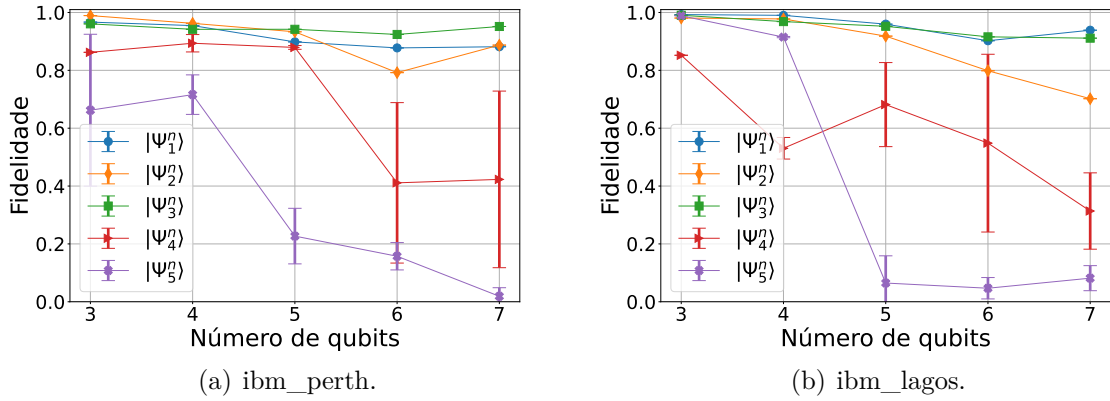 1.0
0.8
0.6
0.4
0.2
0.0
Fidelidade
|Ψ₁ⁿ⟩
|Ψ₂ⁿ⟩
|Ψ₃ⁿ⟩
|Ψ₄ⁿ⟩
|Ψ₅ⁿ⟩
3 4 5 6 7
Número de qubits
(a) ibm_perth.
1.0
0.8
0.6
0.4
0.2
0.0
Fidelidade
|Ψ₁ⁿ⟩
|Ψ₂ⁿ⟩
|Ψ₃ⁿ⟩
|Ψ₄ⁿ⟩
|Ψ₅ⁿ⟩
3 4 5 6 7
Número de qubits
(b) ibm_lagos.